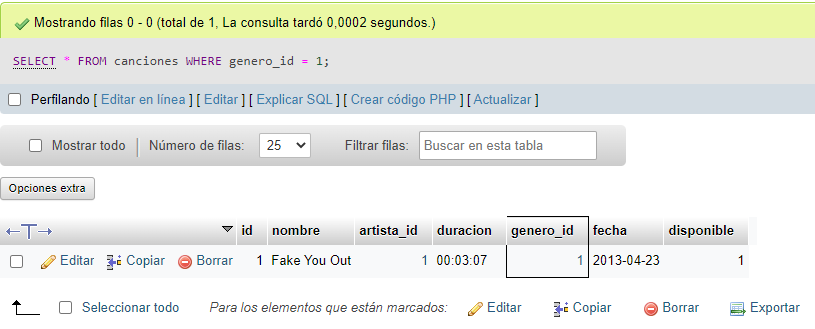 Mostrando filas 0 - 0 (total de 1, La consulta tardó 0,0002 segundos.)
SELECT * FROM canciones WHERE genero_id = 1;
Perfilando [ Editar en línea ] [ Editar ] [ Explicar SQL ] [ Crear código PHP ] [ Actualizar ]
Mostrar todo Número de filas: 25 Filtrar filas: Buscar en esta tabla
Opciones extra
id nombre artista_id duracion genero_id fecha disponible
Editar Copiar Borrar 1 Fake You Out 1 00:03:07 1 2013-04-23 1
Seleccionar todo Para los elementos que están marcados: Editar Copiar Borrar Exportar